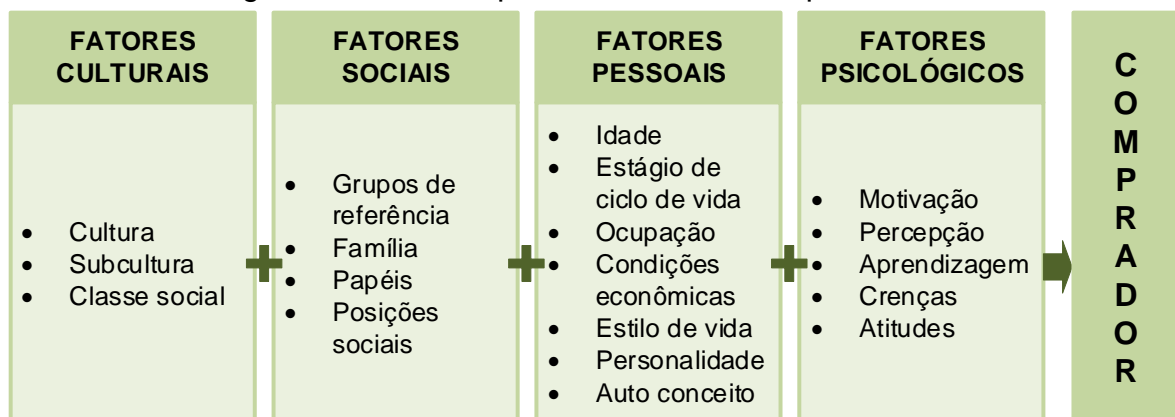 FATORES
CULTURAIS
• Cultura
• Subcultura
• Classe social
FATORES
SOCIAIS
• Grupos de
referência
• Família
• Papéis
• Posições
sociais
FATORES
PESSOAIS
• Idade
• Estágio de
ciclo de vida
• Ocupação
• Condições
econômicas
• Estilo de vida
• Personalidade
• Auto conceito
FATORES
PSICOLÓGICOS
• Motivação
• Percepção
• Aprendizagem
• Crenças
• Atitudes
C
O
M
P
R
A
D
O
R